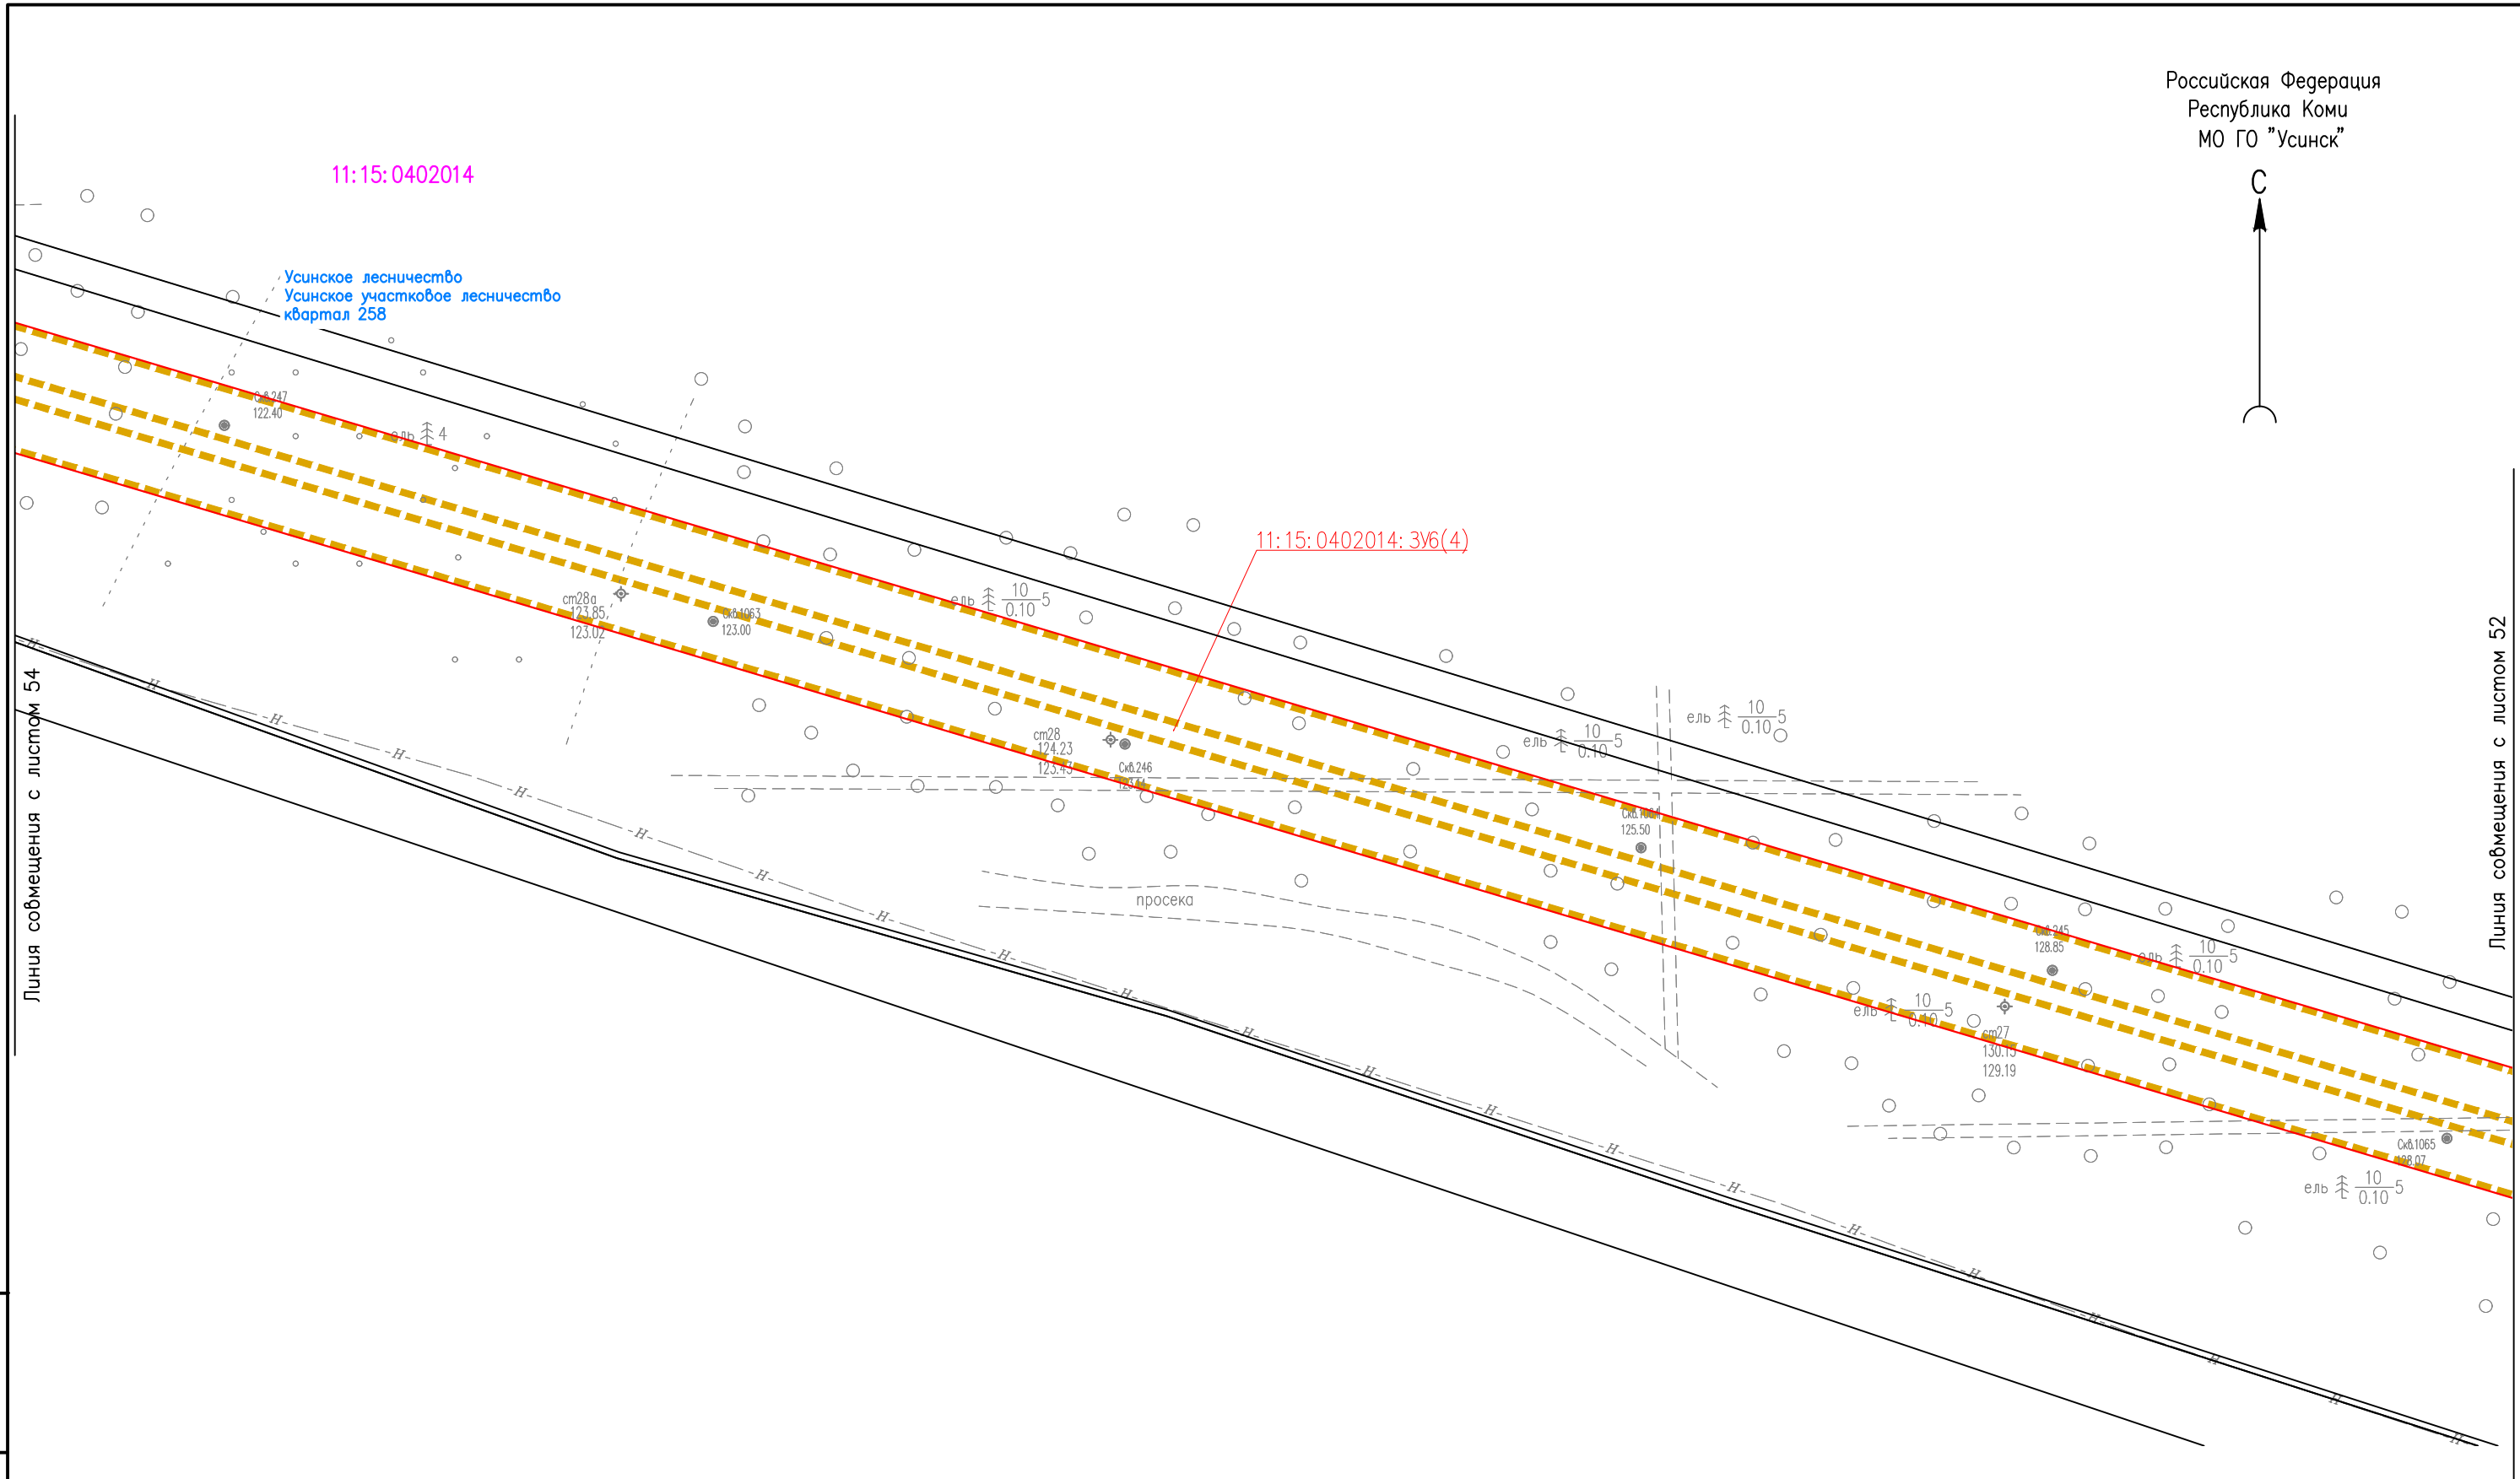 Российская Федерация
Республика Коми
МО ГО "Усинск"
С
11:15:0402014
Усинское лесничество
Усинское участковое лесничество
квартал 258
Скв.247
122.40
ель 4
11:15:0402014:ЗУ6(4)
ст28а
123.85,
123.02
Скв.1063
123.00
ель 10 5
0.10
Линия совмещения с листом 54
Линия совмещения с листом 52
ель 10 5
0.10
ель 10 5
0.10
ст28
124.23
123.43
Скв.246
125.50
просека
Скв.245
128.85
ель 10 5
0.10
ель 10 5
0.10
ст27
130.15
129.19
Скв.1065
128.07
ель 10 5
0.10
Н Н Н Н Н Н Н Н Н Н Н Н Н Н Н Н Н Н Н Н Н